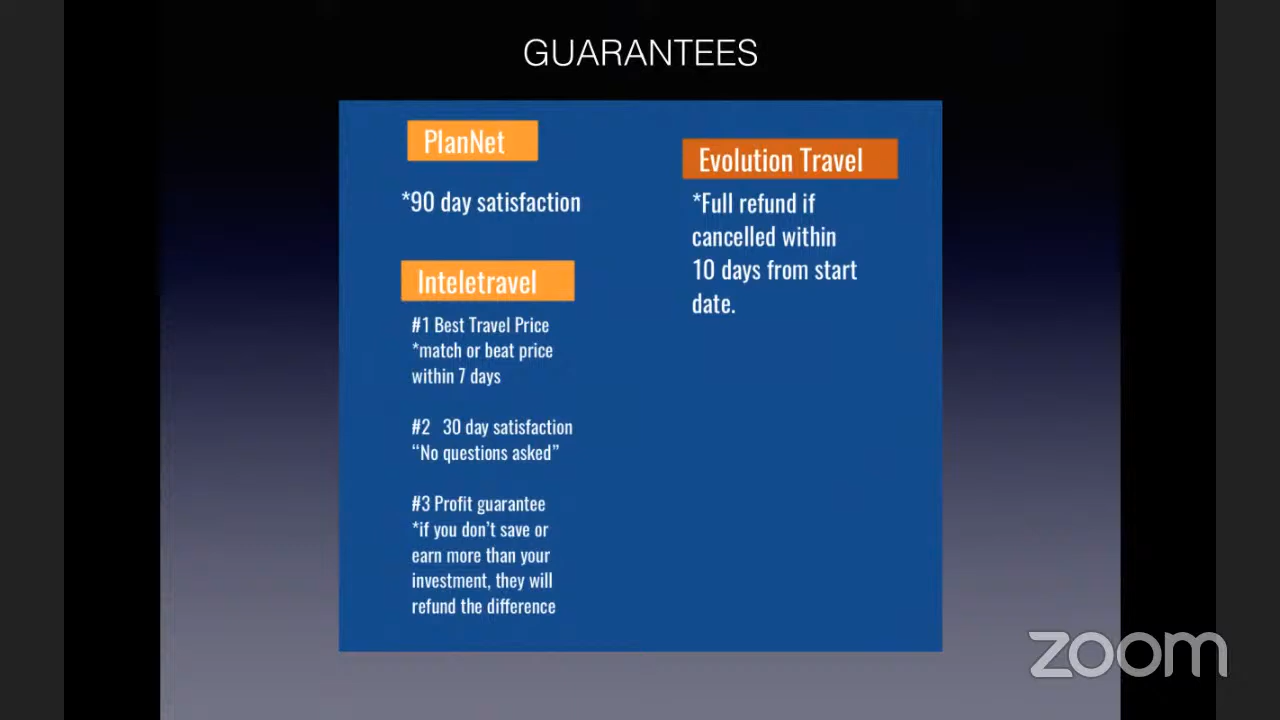 GUARANTEES
PlanNet
*90 day satisfaction
Inteletravel
#1 Best Travel Price
*match or beat price
within 7 days
#2 30 day satisfaction
“No questions asked”
#3 Profit guarantee
*if you don’t save or
earn more than your
investment, they will
refund the difference
Evolution Travel
*Full refund if
cancelled within
10 days from start
date.
zoom